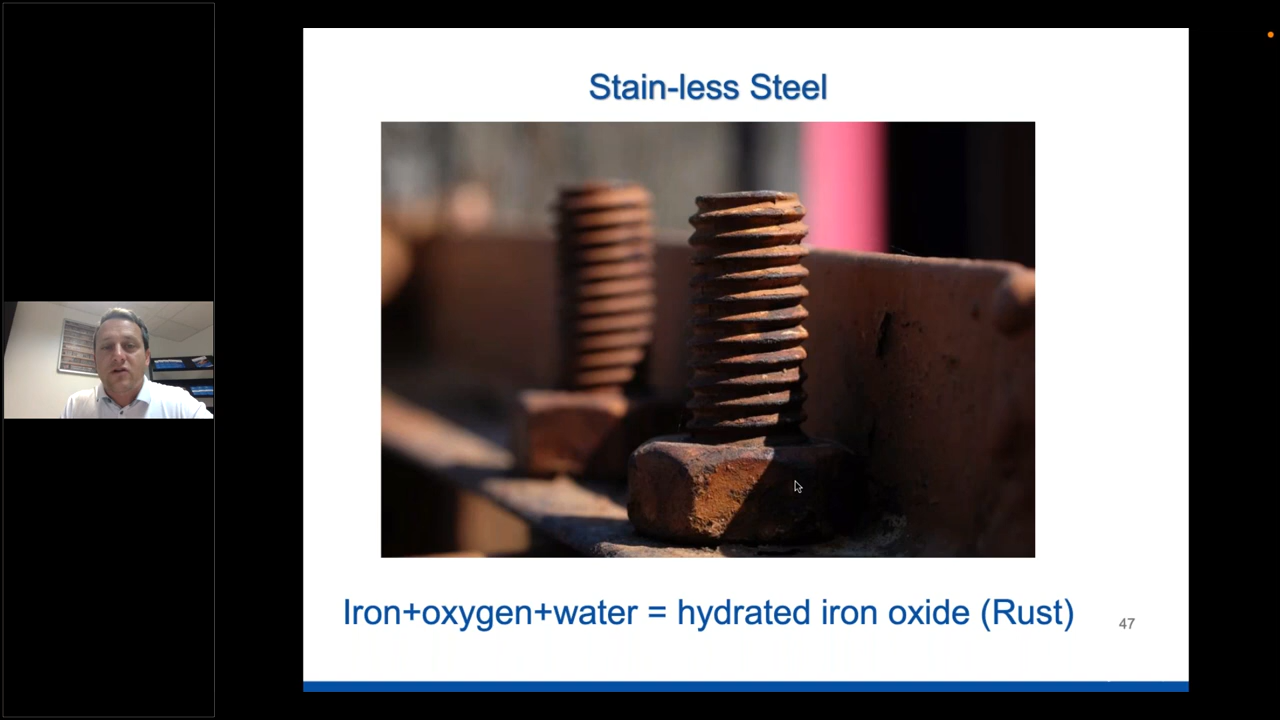 Stain-less Steel
Iron+oxygen+water = hydrated iron oxide (Rust)
47